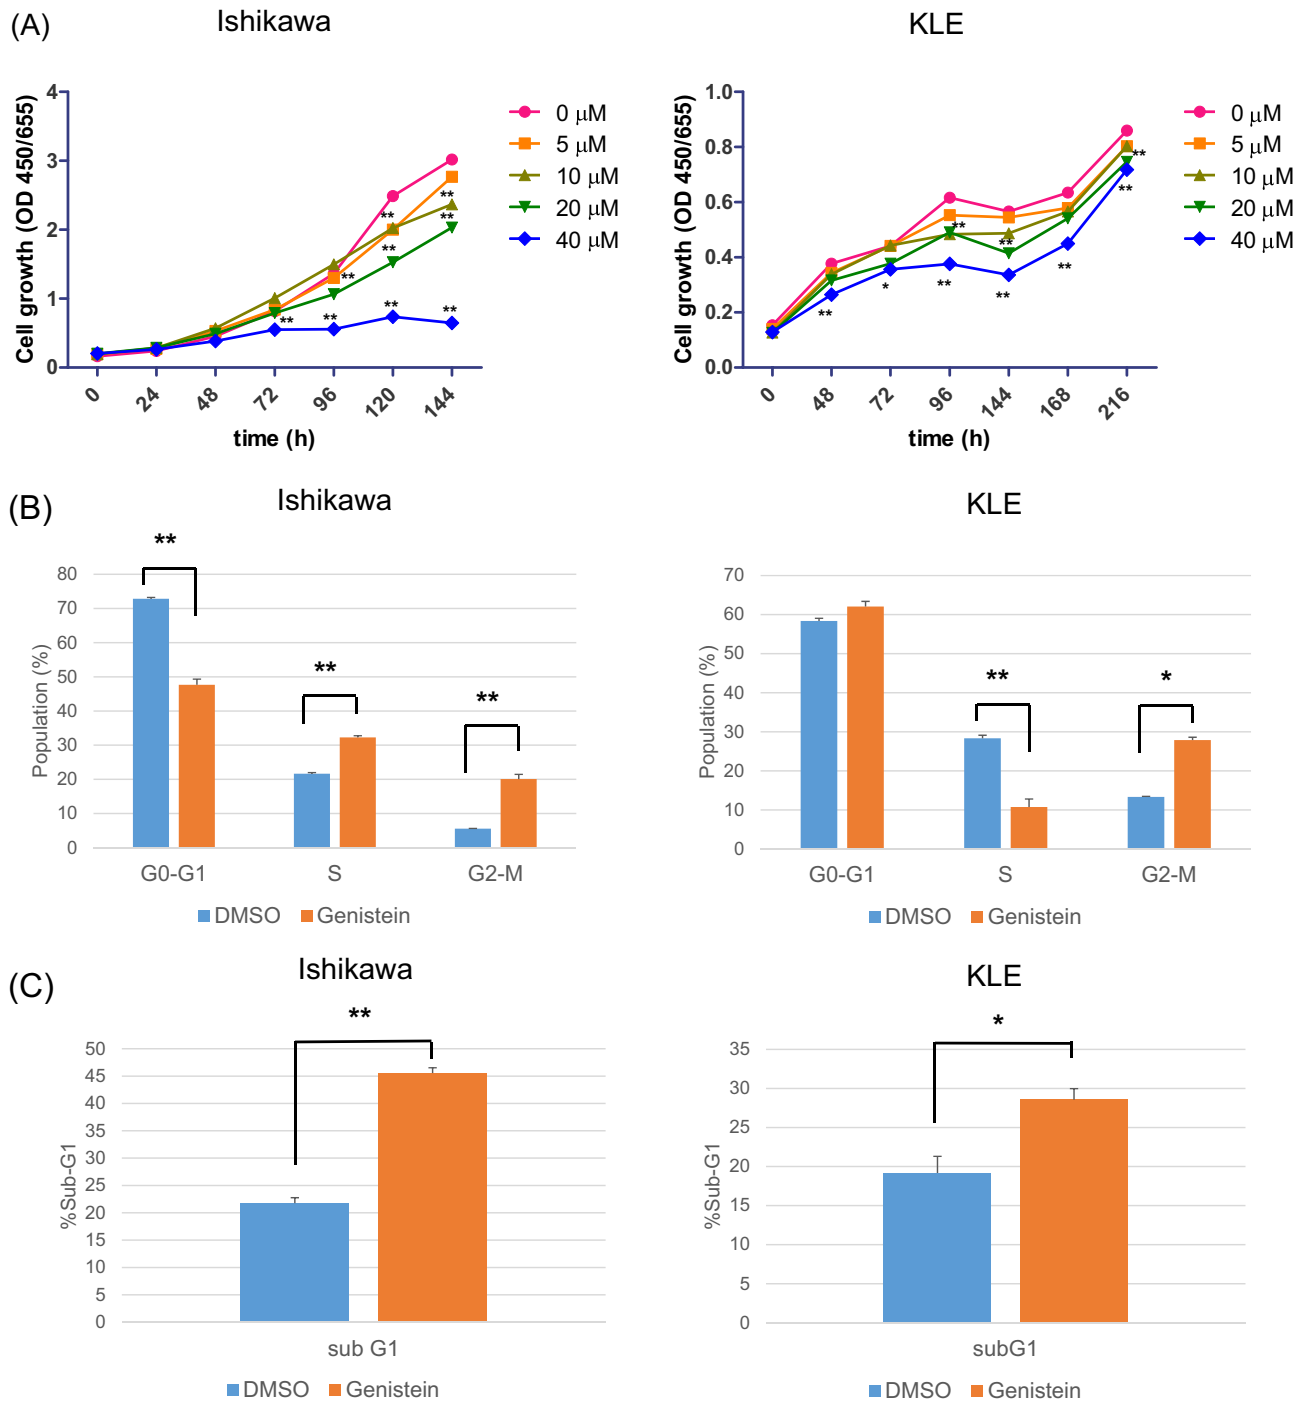 (A)
Ishikawa
KLE
Cell growth (OD 450/655)
4
3
2
1
0
0
24
48
72
96
120
144
time (h)
0 μM
5 μM
10 μM
20 μM
40 μM
**
**
**
**
**
**
**
**
**
Cell growth (OD 450/655)
1.0
0.8
0.6
0.4
0.2
0.0
0
48
72
96
144
168
216
time (h)
0 μM
5 μM
10 μM
20 μM
40 μM
**
*
**
**
**
**
**
**
**
(B)
Ishikawa
KLE
Population (%)
80
70
60
50
40
30
20
10
0
**
**
**
G0-G1
S
G2-M
DMSO
Genistein
Population (%)
70
60
50
40
30
20
10
0
**
*
G0-G1
S
G2-M
DMSO
Genistein
(C)
Ishikawa
KLE
%Sub-G1
50
45
40
35
30
25
20
15
10
5
0
**
sub G1
DMSO
Genistein
%Sub-G1
35
30
25
20
15
10
5
0
*
subG1
DMSO
Genistein